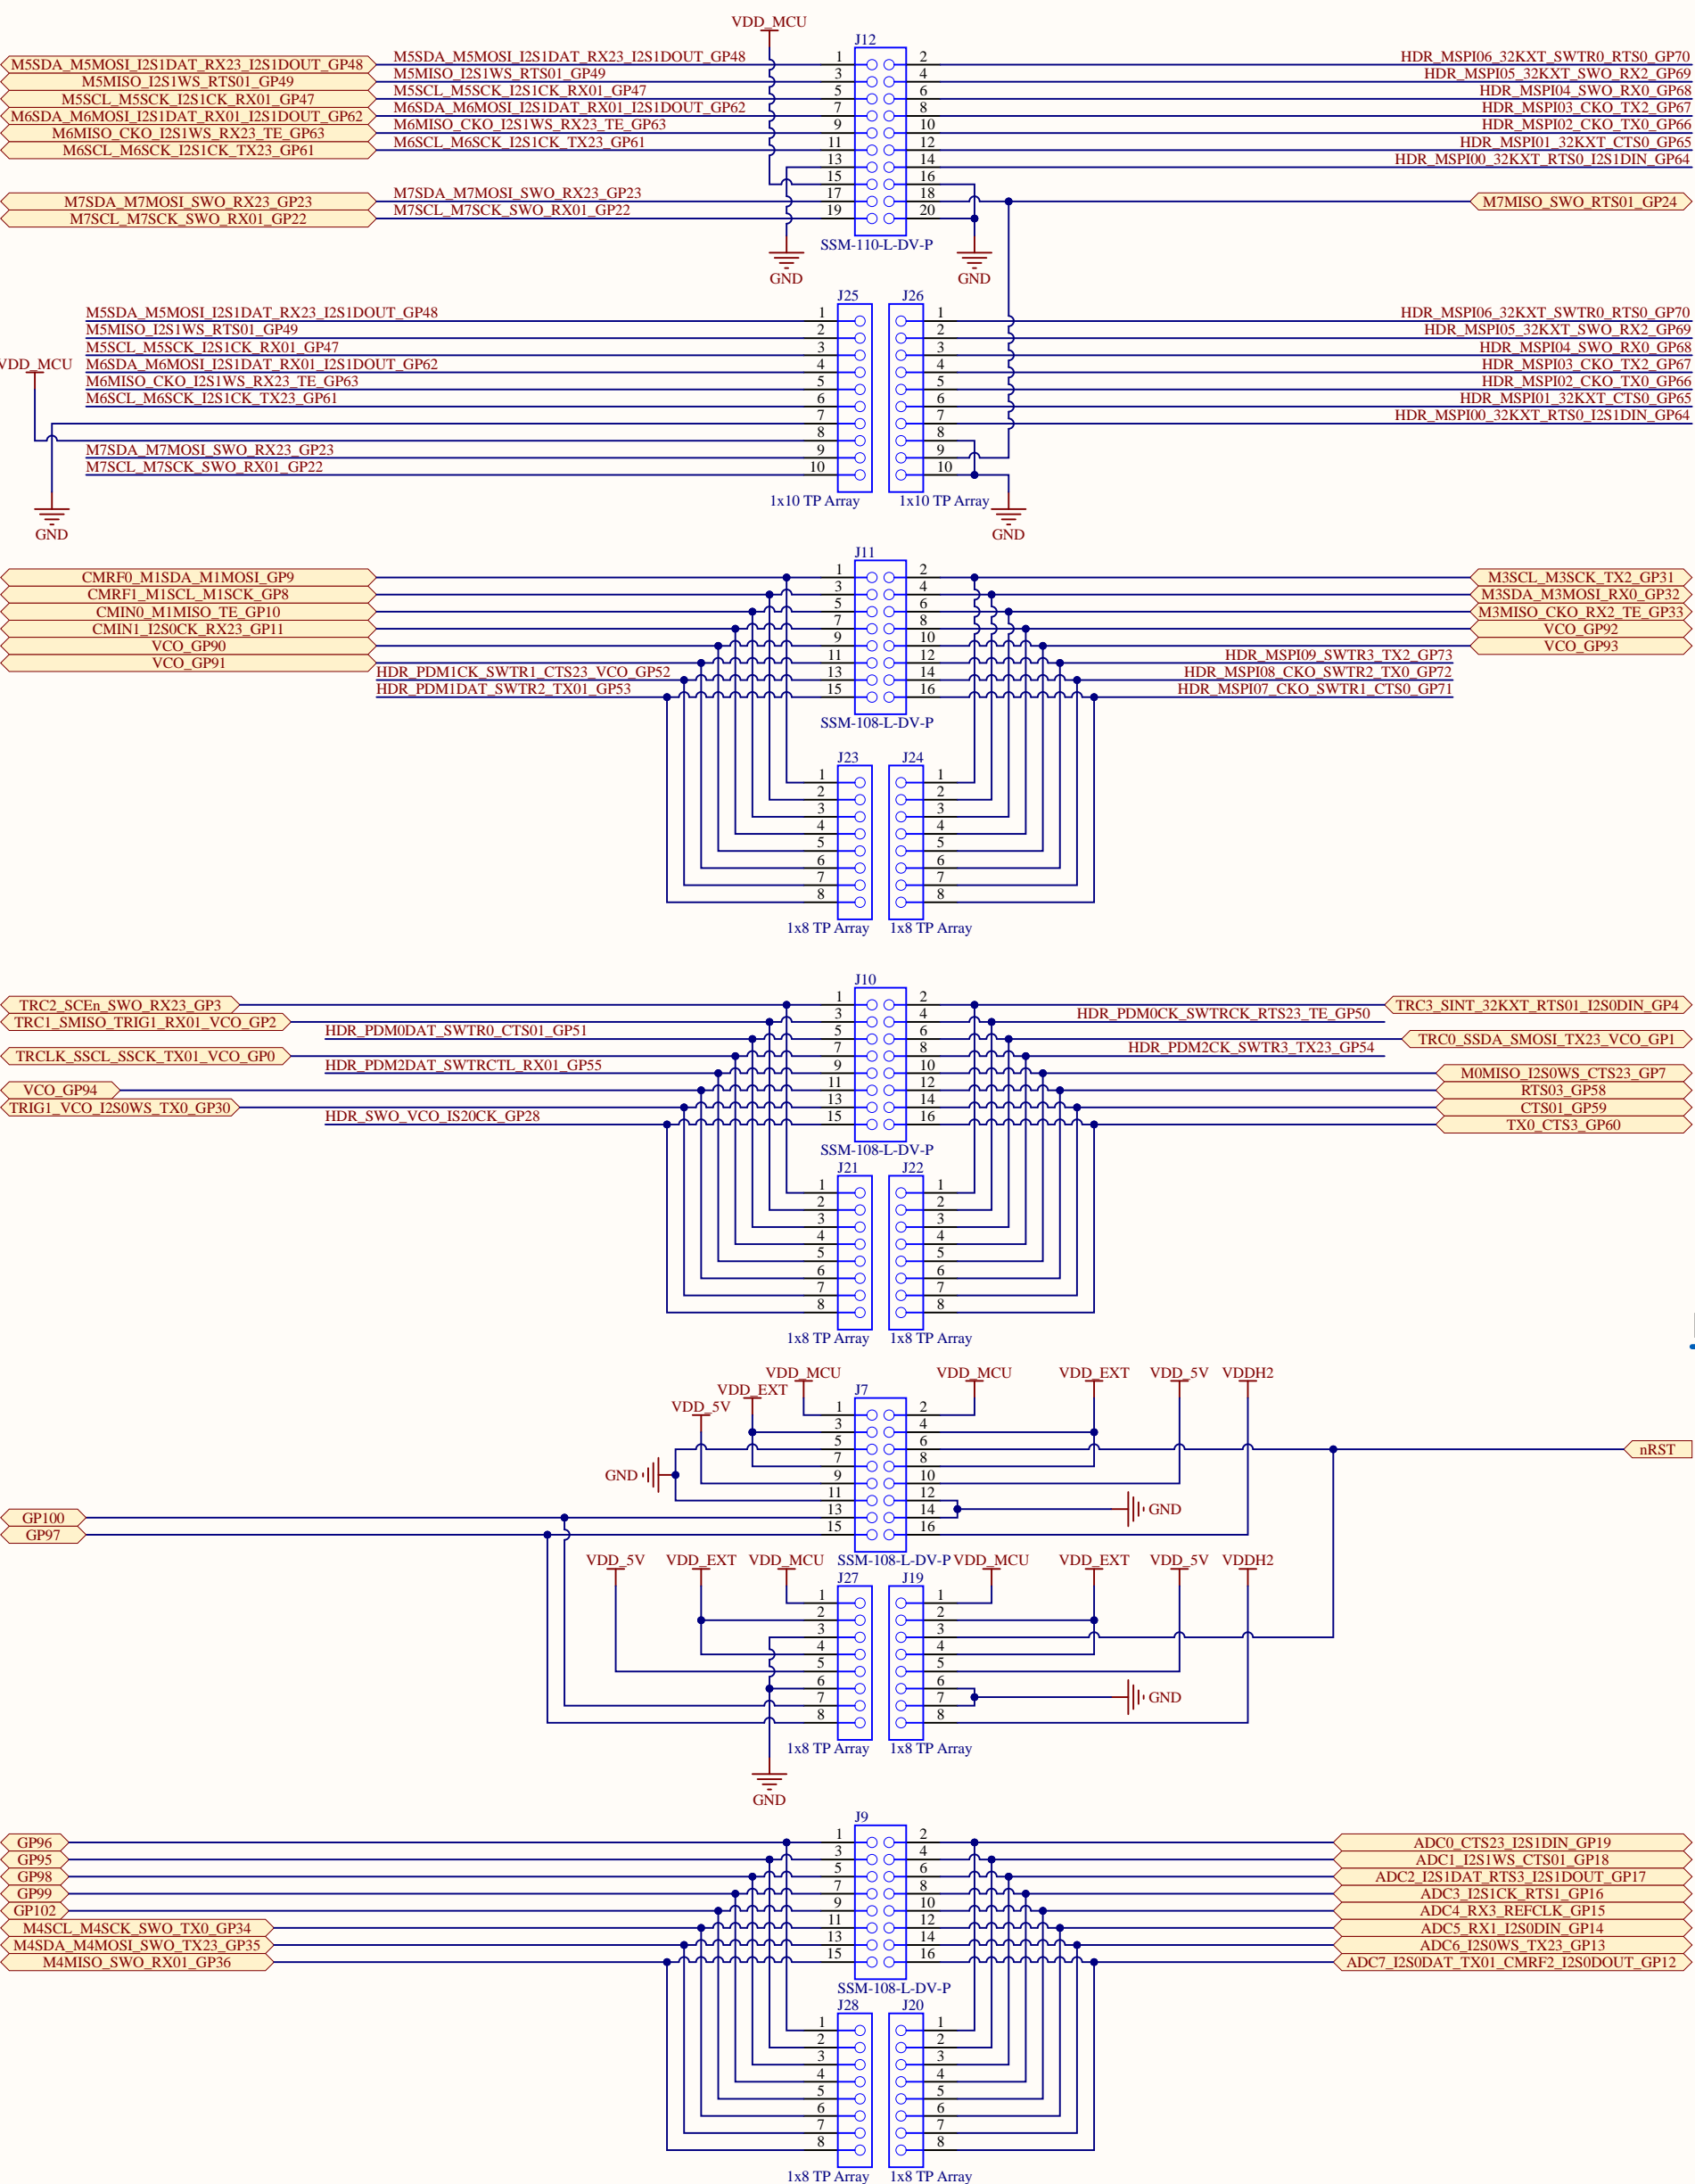 VDD_MCU
J12
M5SDA_M5MOSI_I2S1DAT_RX23_I2S1DOUT_GP48 M5SDA_M5MOSI_I2S1DAT_RX23_I2S1DOUT_GP48 1 2 HDR_MSPI06_32KXT_SWTR0_RTS0_GP70
M5MISO_I2S1WS_RTS01_GP49 M5MISO_I2S1WS_RTS01_GP49 3 4 HDR_MSPI05_32KXT_SWO_RX2_GP69
M5SCL_M5SCK_I2S1CK_RX01_GP47 M5SCL_M5SCK_I2S1CK_RX01_GP47 5 6 HDR_MSPI04_SWO_RX0_GP68
M6SDA_M6MOSI_I2S1DAT_RX01_I2S1DOUT_GP62 M6SDA_M6MOSI_I2S1DAT_RX01_I2S1DOUT_GP62 7 8 HDR_MSPI03_CKO_TX2_GP67
M6MISO_CKO_I2S1WS_RX23_TE_GP63 M6MISO_CKO_I2S1WS_RX23_TE_GP63 9 10 HDR_MSPI02_CKO_TX0_GP66
M6SCL_M6SCK_I2S1CK_TX23_GP61 M6SCL_M6SCK_I2S1CK_TX23_GP61 11 12 HDR_MSPI01_32KXT_CTS0_GP65
13 14 HDR_MSPI00_32KXT_RTS0_I2S1DIN_GP64
15 16
M7SDA_M7MOSI_SWO_RX23_GP23 M7SDA_M7MOSI_SWO_RX23_GP23 17 18 M7MISO_SWO_RTS01_GP24
M7SCL_M7SCK_SWO_RX01_GP22 M7SCL_M7SCK_SWO_RX01_GP22 19 20
SSM-110-L-DV-P
GND GND
J25 J26
M5SDA_M5MOSI_I2S1DAT_RX23_I2S1DOUT_GP48 1 1 HDR_MSPI06_32KXT_SWTR0_RTS0_GP70
M5MISO_I2S1WS_RTS01_GP49 2 2 HDR_MSPI05_32KXT_SWO_RX2_GP69
M5SCL_M5SCK_I2S1CK_RX01_GP47 3 3 HDR_MSPI04_SWO_RX0_GP68
VDD_MCU M6SDA_M6MOSI_I2S1DAT_RX01_I2S1DOUT_GP62 4 4 HDR_MSPI03_CKO_TX2_GP67
M6MISO_CKO_I2S1WS_RX23_TE_GP63 5 5 HDR_MSPI02_CKO_TX0_GP66
M6SCL_M6SCK_I2S1CK_TX23_GP61 6 6 HDR_MSPI01_32KXT_CTS0_GP65
7 7 HDR_MSPI00_32KXT_RTS0_I2S1DIN_GP64
8 8
M7SDA_M7MOSI_SWO_RX23_GP23 9 9
M7SCL_M7SCK_SWO_RX01_GP22 10 10
1x10 TP Array 1x10 TP Array
GND GND
J11
CMRF0_M1SDA_M1MOSI_GP9 1 2 M3SCL_M3SCK_TX2_GP31
CMRF1_M1SCL_M1SCK_GP8 3 4 M3SDA_M3MOSI_RX0_GP32
CMIN0_M1MISO_TE_GP10 5 6 M3MISO_CKO_RX2_TE_GP33
CMIN1_I2S0CK_RX23_GP11 7 8 VCO_GP92
VCO_GP90 9 10 VCO_GP93
VCO_GP91 11 12 HDR_MSPI09_SWTR3_TX2_GP73
HDR_PDM1CK_SWTR1_CTS23_VCO_GP52 13 14 HDR_MSPI08_CKO_SWTR2_TX0_GP72
HDR_PDM1DAT_SWTR2_TX01_GP53 15 16 HDR_MSPI07_CKO_SWTR1_CTS0_GP71
SSM-108-L-DV-P
J23 J24
1 1
2 2
3 3
4 4
5 5
6 6
7 7
8 8
1x8 TP Array 1x8 TP Array
J10
TRC2_SCEn_SWO_RX23_GP3 1 2 TRC3_SINT_32KXT_RTS01_I2S0DIN_GP4
TRC1_SMISO_TRIG1_RX01_VCO_GP2 3 4 HDR_PDM0CK_SWTRCK_RTS23_TE_GP50
HDR_PDM0DAT_SWTR0_CTS01_GP51 5 6 TRC0_SSDA_SMOSI_TX23_VCO_GP1
TRCLK_SSCL_SSCK_TX01_VCO_GP0 7 8 HDR_PDM2CK_SWTR3_TX23_GP54
HDR_PDM2DAT_SWTRCTL_RX01_GP55 9 10 M0MISO_I2S0WS_CTS23_GP7
VCO_GP94 11 12 RTS03_GP58
TRIG1_VCO_I2S0WS_TX0_GP30 13 14 CTS01_GP59
HDR_SWO_VCO_IS20CK_GP28 15 16 TX0_CTS3_GP60
SSM-108-L-DV-P
J21 J22
1 1
2 2
3 3
4 4
5 5
6 6
7 7
8 8
1x8 TP Array 1x8 TP Array
VDD_MCU VDD_MCU VDD_EXT VDD_5V VDDH2
VDD_EXT J7
VDD_5V 1 2
3 4
5 6 nRST
7 8
GND 9 10
11 12 GND
GP100 13 14
GP97 15 16
SSM-108-L-DV-P
VDD_5V VDD_EXT VDD_MCU VDD_MCU VDD_EXT VDD_5V VDDH2
J27 J19
1 1
2 2
3 3
4 4
5 5
6 6
7 7 GND
8 8
1x8 TP Array 1x8 TP Array
GND
J9
GP96 1 2 ADC0_CTS23_I2S1DIN_GP19
GP95 3 4 ADC1_I2S1WS_CTS01_GP18
GP98 5 6 ADC2_I2S1DAT_RTS3_I2S1DOUT_GP17
GP99 7 8 ADC3_I2S1CK_RTS1_GP16
GP102 9 10 ADC4_RX3_REFCLK_GP15
M4SCL_M4SCK_SWO_TX0_GP34 11 12 ADC5_RX1_I2S0DIN_GP14
M4SDA_M4MOSI_SWO_TX23_GP35 13 14 ADC6_I2S0WS_TX23_GP13
M4MISO_SWO_RX01_GP36 15 16 ADC7_I2S0DAT_TX01_CMRF2_I2S0DOUT_GP12
SSM-108-L-DV-P
J28 J20
1 1
2 2
3 3
4 4
5 5
6 6
7 7
8 8
1x8 TP Array 1x8 TP Array